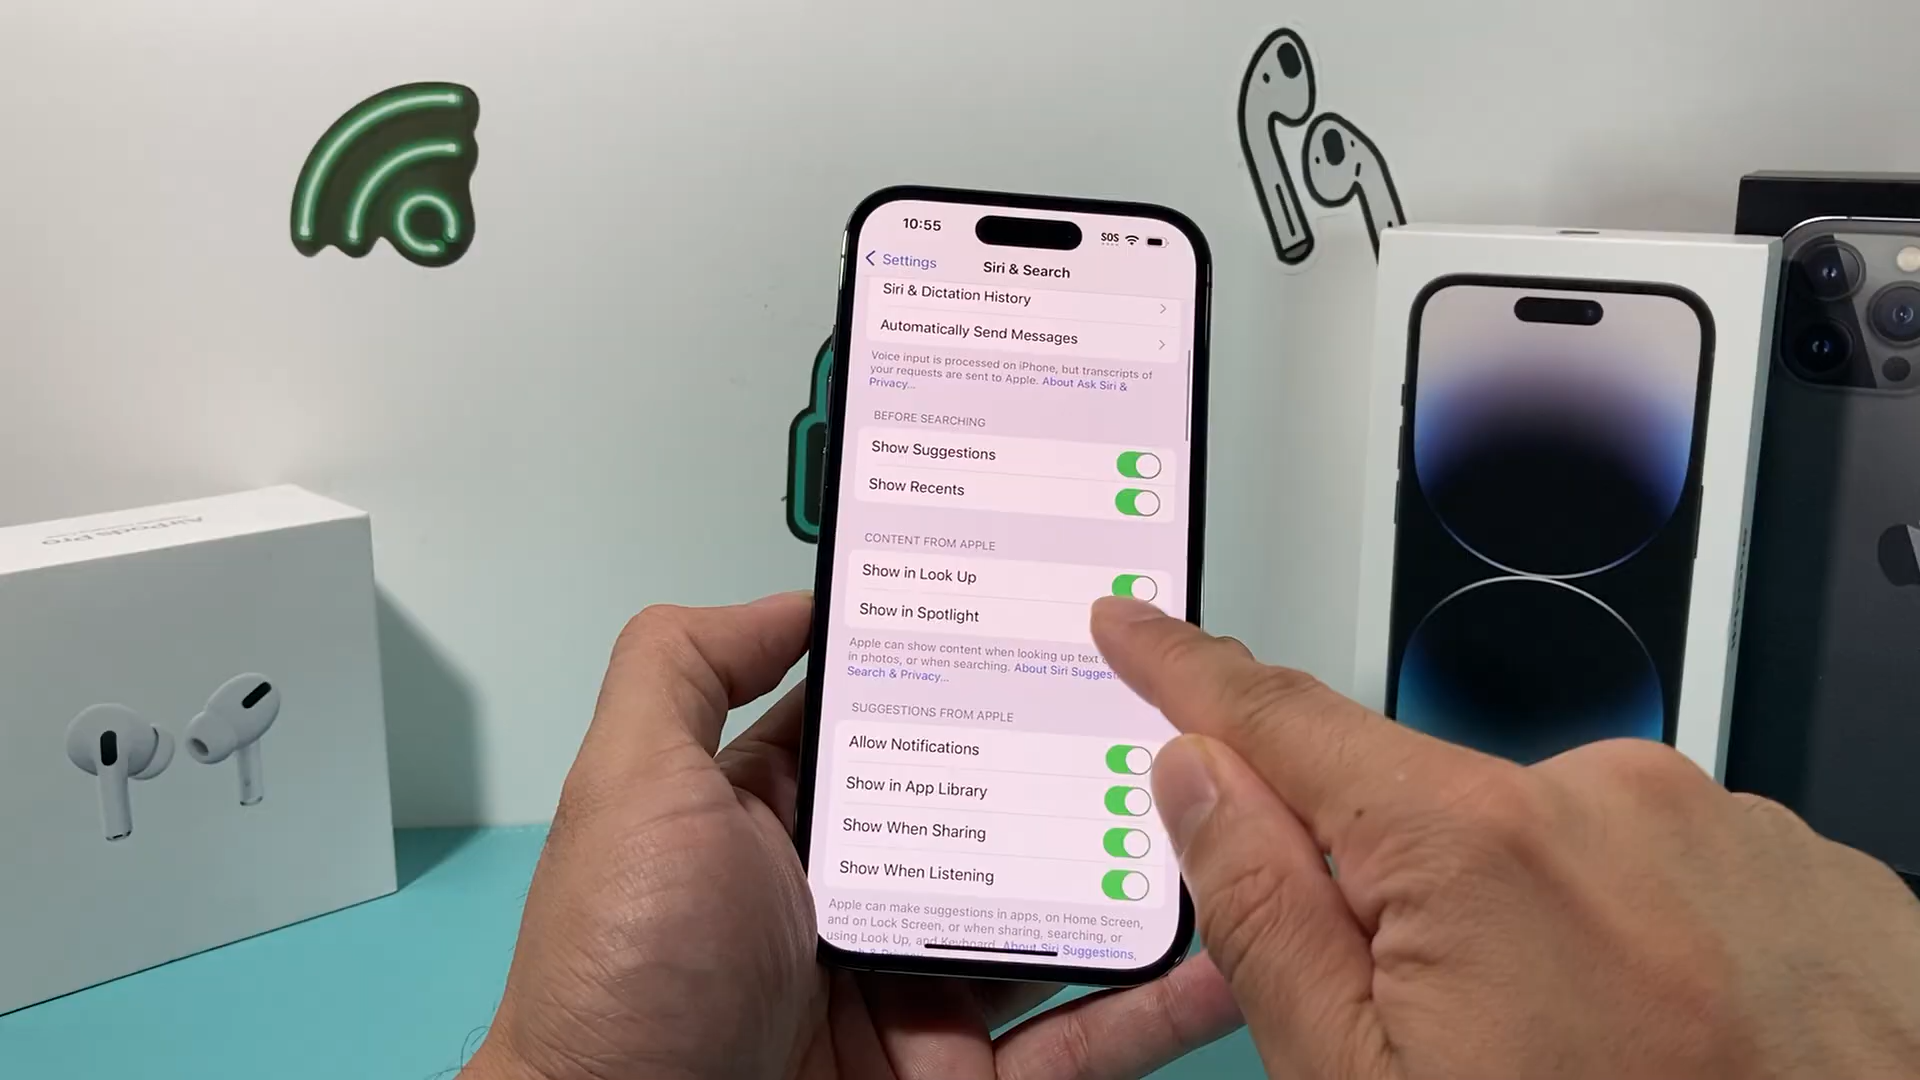 AirPods Pro
10:55
SOS
Settings
Siri & Search
Siri & Dictation History
Automatically Send Messages
Voice input is processed on iPhone, but transcripts of
your requests are sent to Apple. About Ask Siri &
Privacy...
BEFORE SEARCHING
Show Suggestions
Show Recents
CONTENT FROM APPLE
Show in Look Up
Show in Spotlight
Apple can show content when looking up text
in photos, or when searching. About Siri Suggest
Search & Privacy...
SUGGESTIONS FROM APPLE
Allow Notifications
Show in App Library
Show When Sharing
Show When Listening
Apple can make suggestions in apps, on Home Screen,
and on Lock Screen, or when sharing, searching, or
using Look Up, and Keyboard. About Siri Suggestions,